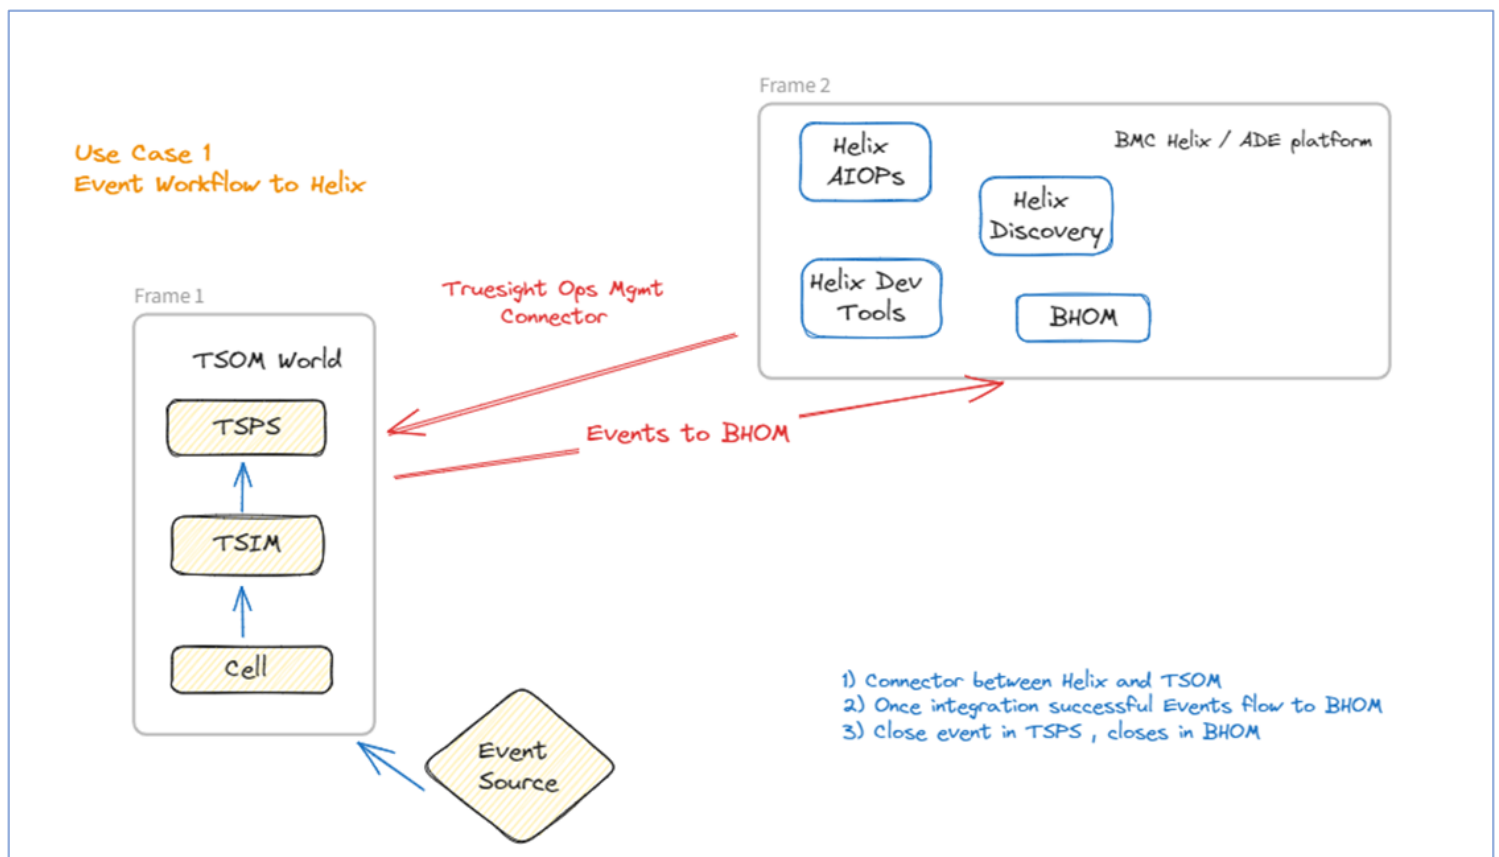 Frame 2
Helix
AIOPs
BMC Helix / ADE platform
Use Case 1
Event Workflow to Helix
Helix
Discovery
Helix Dev
Tools
BHOM
Truesight Ops Mgmt
Connector
Frame 1
TSOM World
TSPS
Events to BHOM
TSIM
Cell
1) Connector between Helix and TSOM
2) Once integration successful Events flow to BHOM
3) Close event in TSPS , closes in BHOM
Event
Source